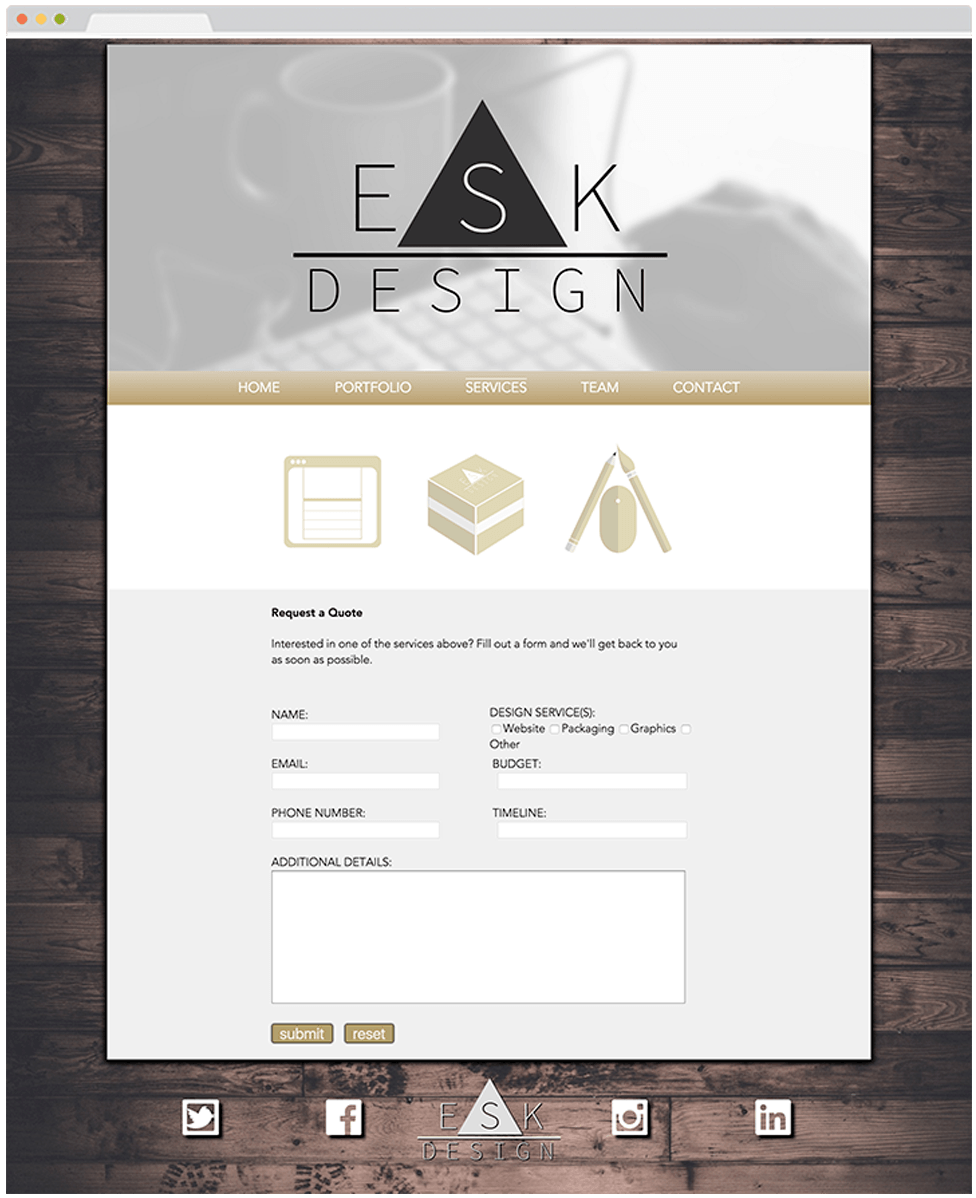 E S K
DESIGN
HOME PORTFOLIO SERVICES TEAM CONTACT
Request a Quote
Interested in one of the services above? Fill out a form and we'll get back to you
as soon as possible.
NAME:
DESIGN SERVICE(S):
Website Packaging Graphics
Other
EMAIL:
BUDGET:
PHONE NUMBER:
TIMELINE:
ADDITIONAL DETAILS:
submit reset
E S K
DESIGN